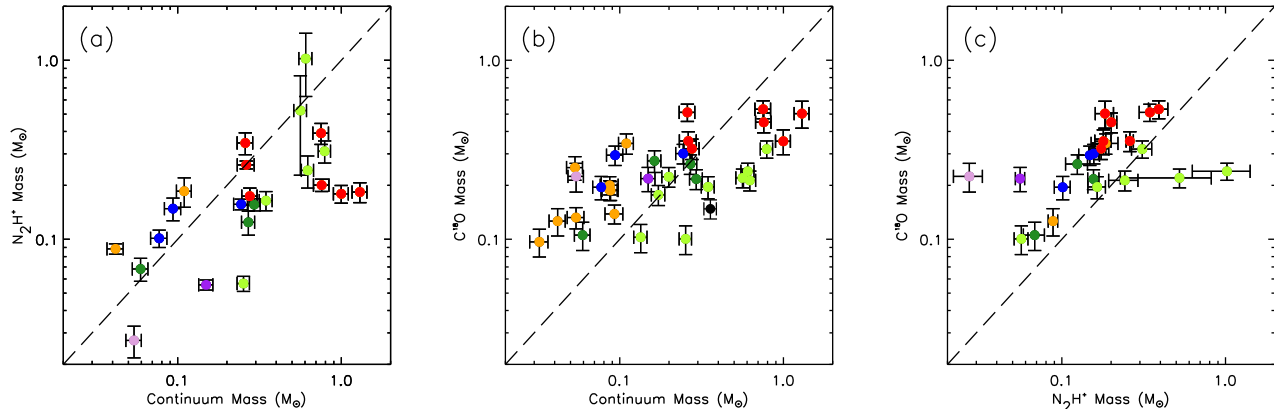 (a)
1.0
0.1
N₂H⁺ Mass (M☉)
0.1
1.0
Continuum Mass (M☉)
(b)
1.0
0.1
C¹⁸O Mass (M☉)
0.1
1.0
Continuum Mass (M☉)
(c)
1.0
0.1
C¹⁸O Mass (M☉)
0.1
1.0
N₂H⁺ Mass (M☉)